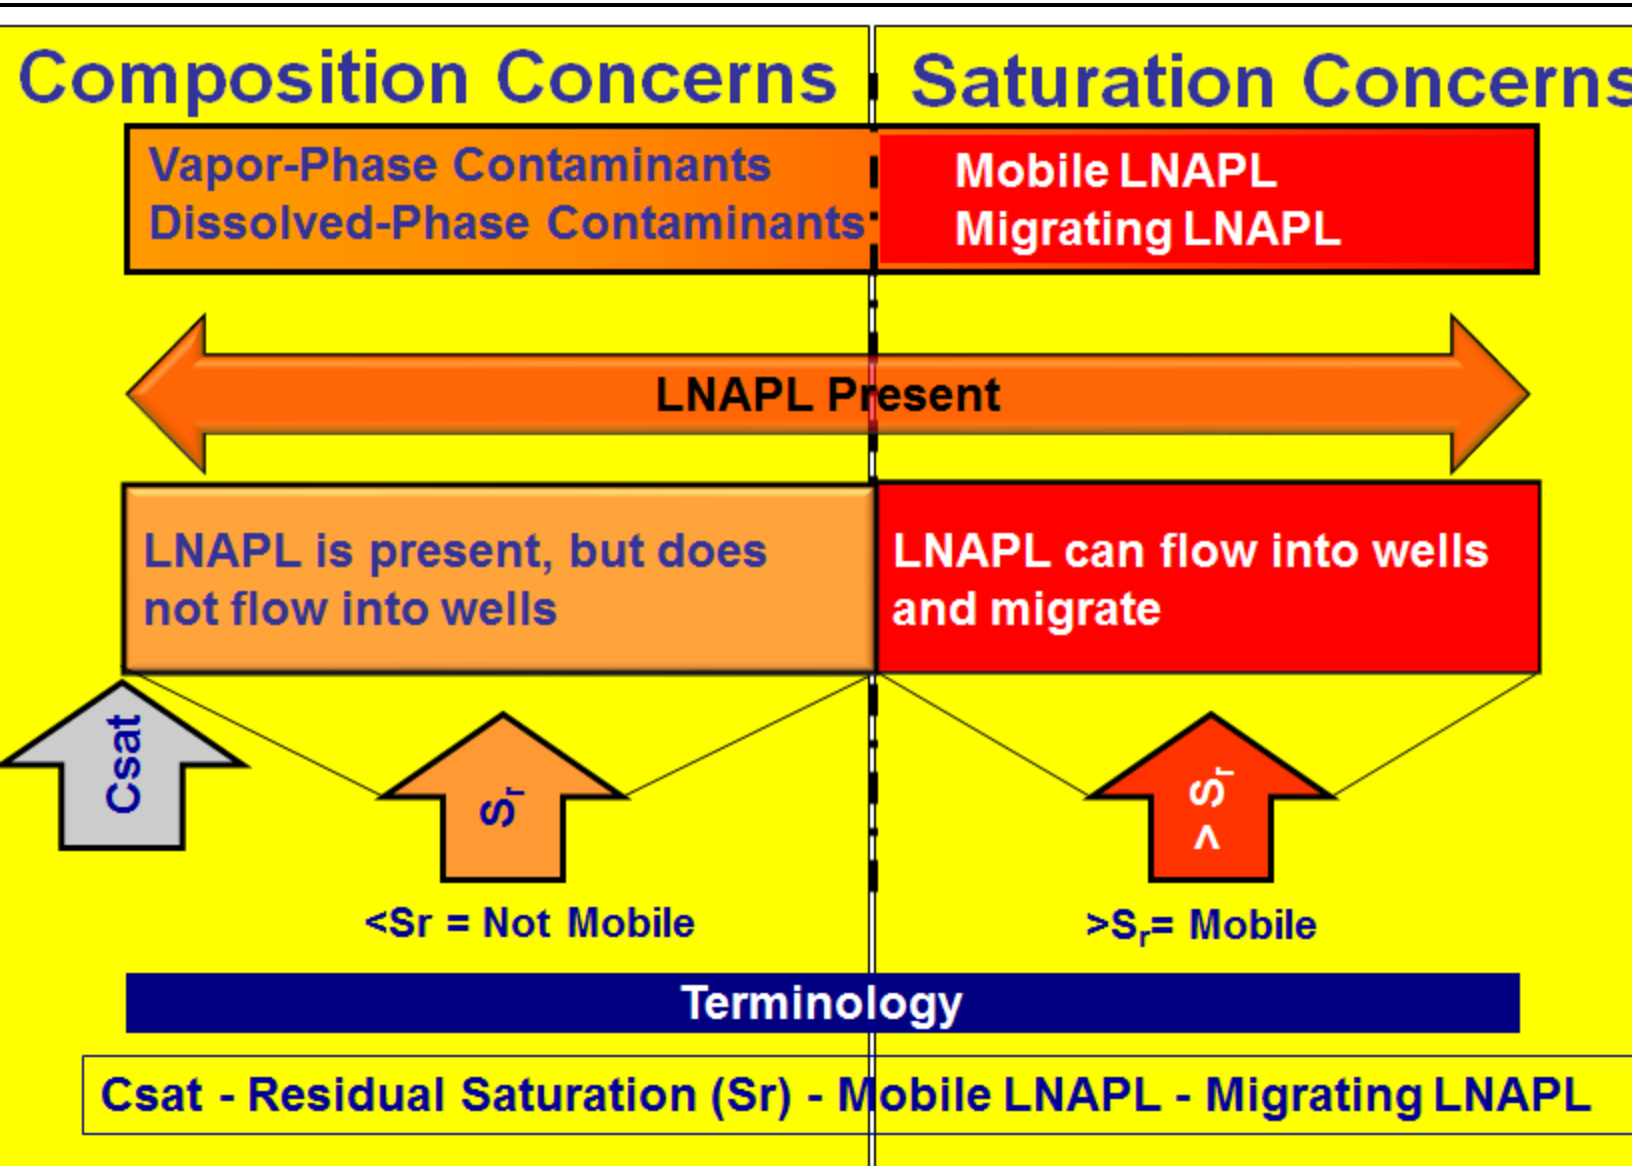 Composition Concerns
Saturation Concerns
Vapor-Phase Contaminants
Dissolved-Phase Contaminants
Mobile LNAPL
Migrating LNAPL
LNAPL Present
LNAPL is present, but does
not flow into wells
LNAPL can flow into wells
and migrate
Csat
Sr
> Sr
<Sr = Not Mobile
>Sr= Mobile
Terminology
Csat - Residual Saturation (Sr) - Mobile LNAPL - Migrating LNAPL